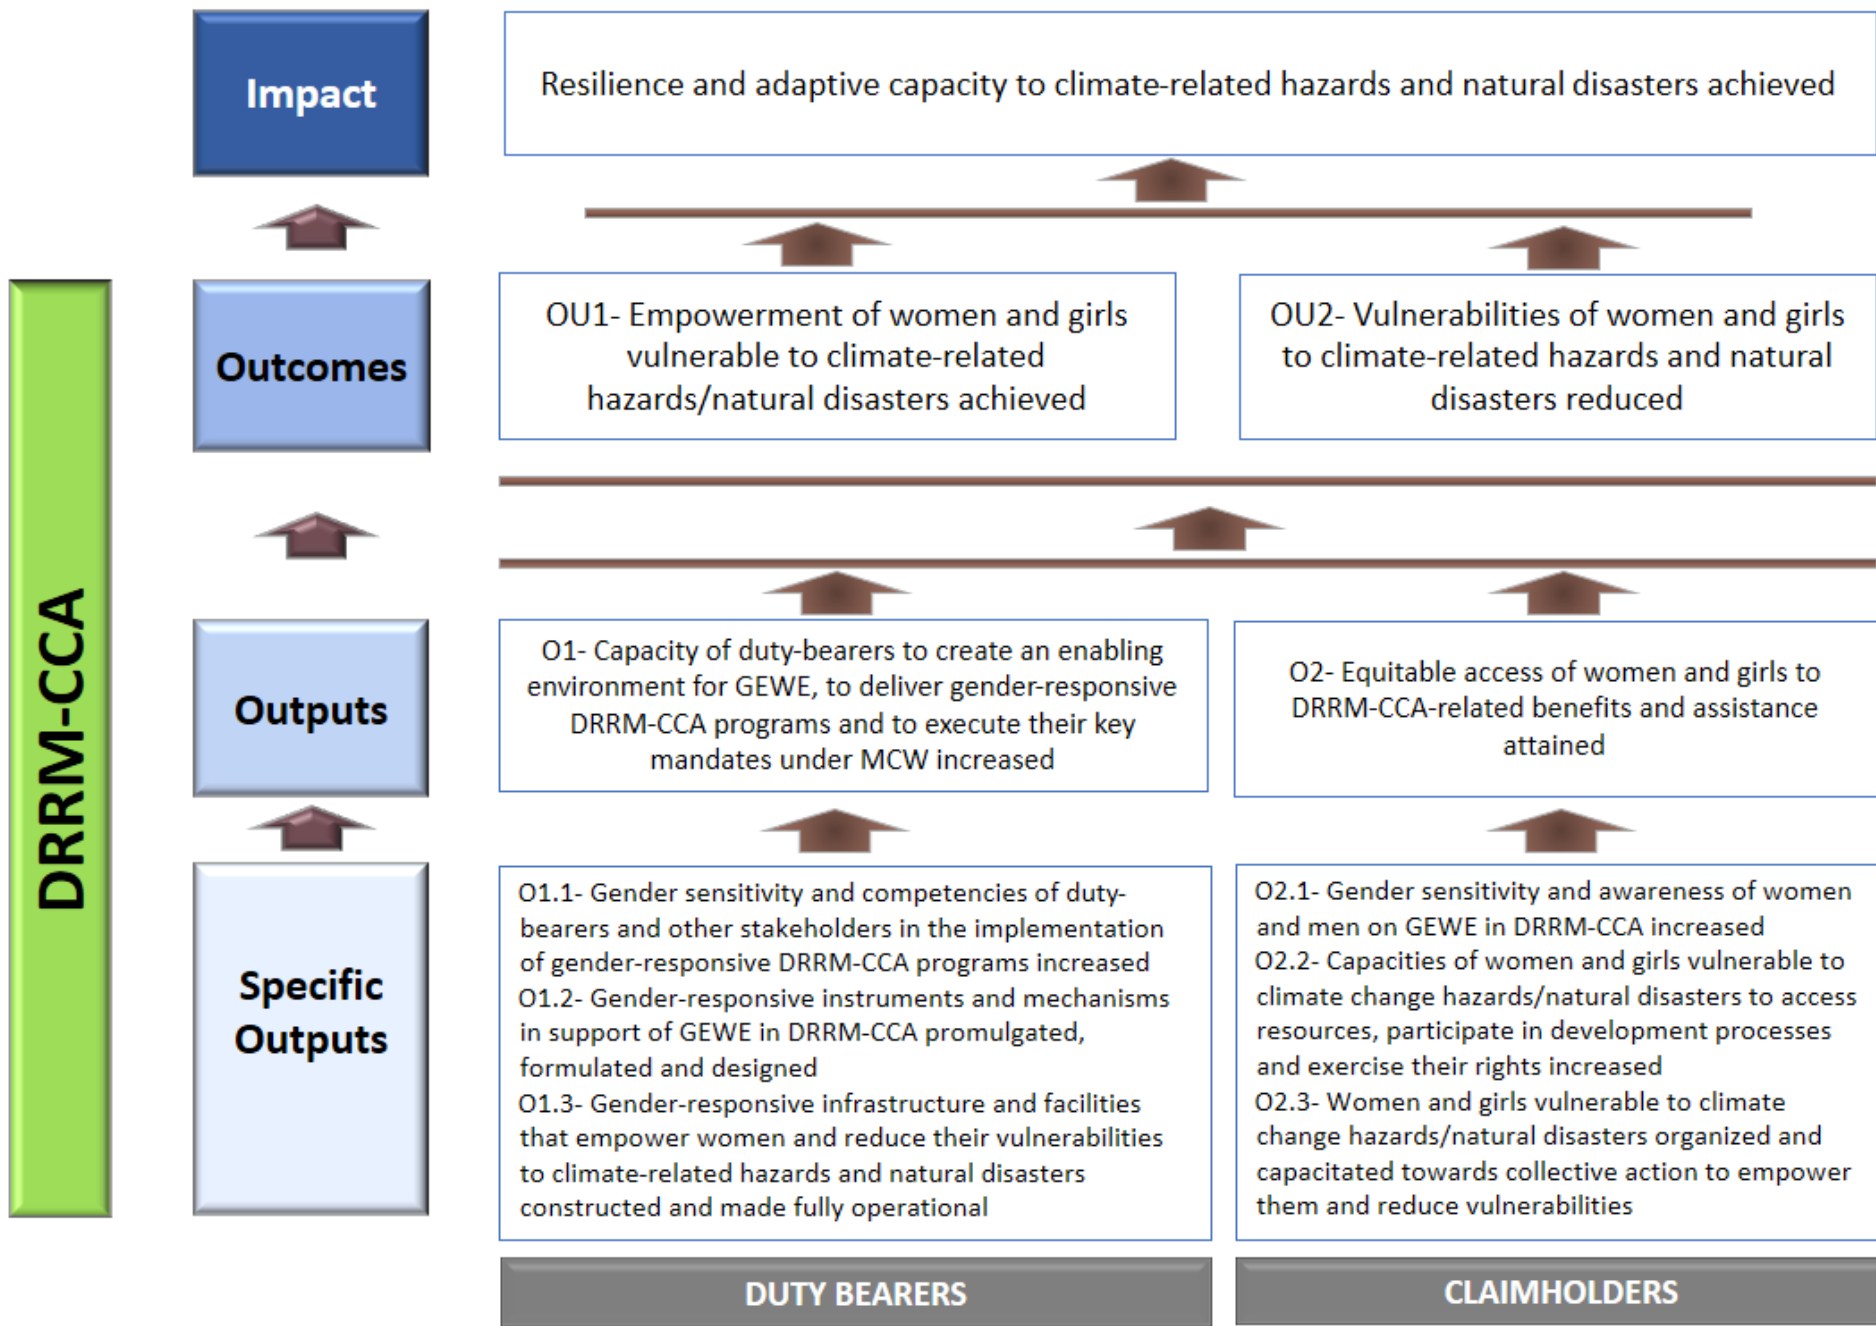 Impact
Resilience and adaptive capacity to climate-related hazards and natural disasters achieved
DRRM-CCA
Outcomes
OU1- Empowerment of women and girls
vulnerable to climate-related
hazards/natural disasters achieved
OU2- Vulnerabilities of women and girls
to climate-related hazards and natural
disasters reduced
Outputs
O1- Capacity of duty-bearers to create an enabling
environment for GEWE, to deliver gender-responsive
DRRM-CCA programs and to execute their key
mandates under MCW increased
O2- Equitable access of women and girls to
DRRM-CCA-related benefits and assistance
attained
Specific
Outputs
O1.1- Gender sensitivity and competencies of duty-
bearers and other stakeholders in the implementation
of gender-responsive DRRM-CCA programs increased
O1.2- Gender-responsive instruments and mechanisms
in support of GEWE in DRRM-CCA promulgated,
formulated and designed
O1.3- Gender-responsive infrastructure and facilities
that empower women and reduce their vulnerabilities
to climate-related hazards and natural disasters
constructed and made fully operational
O2.1- Gender sensitivity and awareness of women
and men on GEWE in DRRM-CCA increased
O2.2- Capacities of women and girls vulnerable to
climate change hazards/natural disasters to access
resources, participate in development processes
and exercise their rights increased
O2.3- Women and girls vulnerable to climate
change hazards/natural disasters organized and
capacitated towards collective action to empower
them and reduce vulnerabilities
DUTY BEARERS
CLAIMHOLDERS